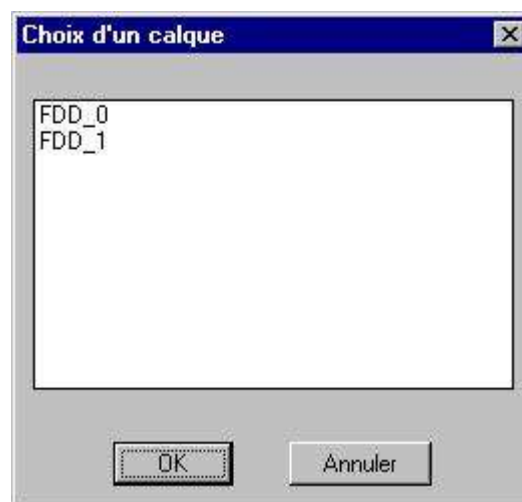 Choix d'un calque
FDD_0
FDD_1
OK
Annuler